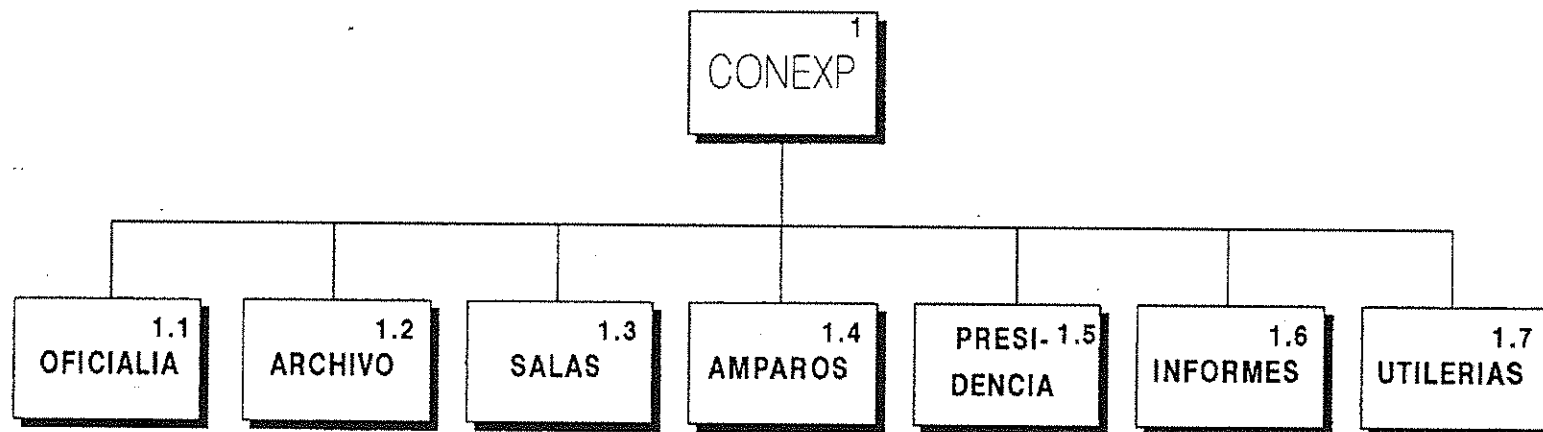 1
CONEXP
1.1
OFICIALIA
1.2
ARCHIVO
1.3
SALAS
1.4
AMPAROS
PRESI- 1.5
DENCIA
1.6
INFORMES
1.7
UTILERIAS